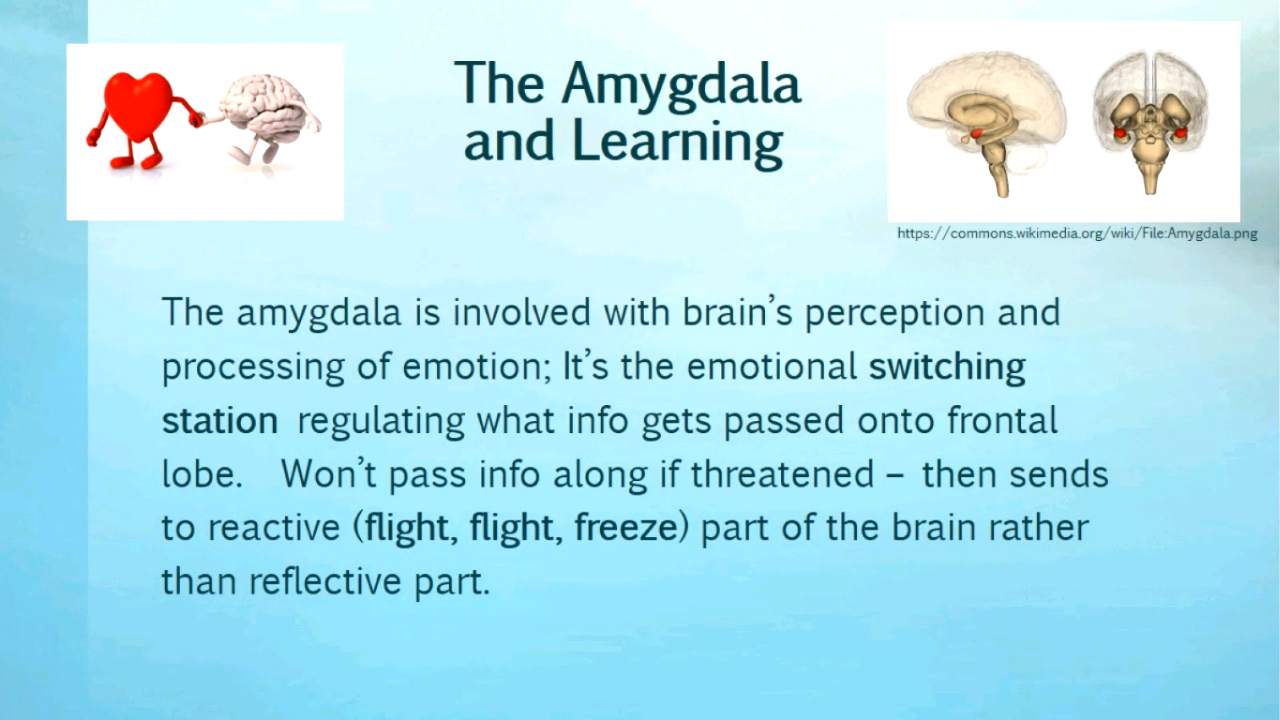 The Amygdala
and Learning
https://commons.wikimedia.org/wiki/File:Amygdala.png
The amygdala is involved with brain’s perception and
processing of emotion; It’s the emotional switching
station regulating what info gets passed onto frontal
lobe. Won’t pass info along if threatened – then sends
to reactive (flight, flight, freeze) part of the brain rather
than reflective part.